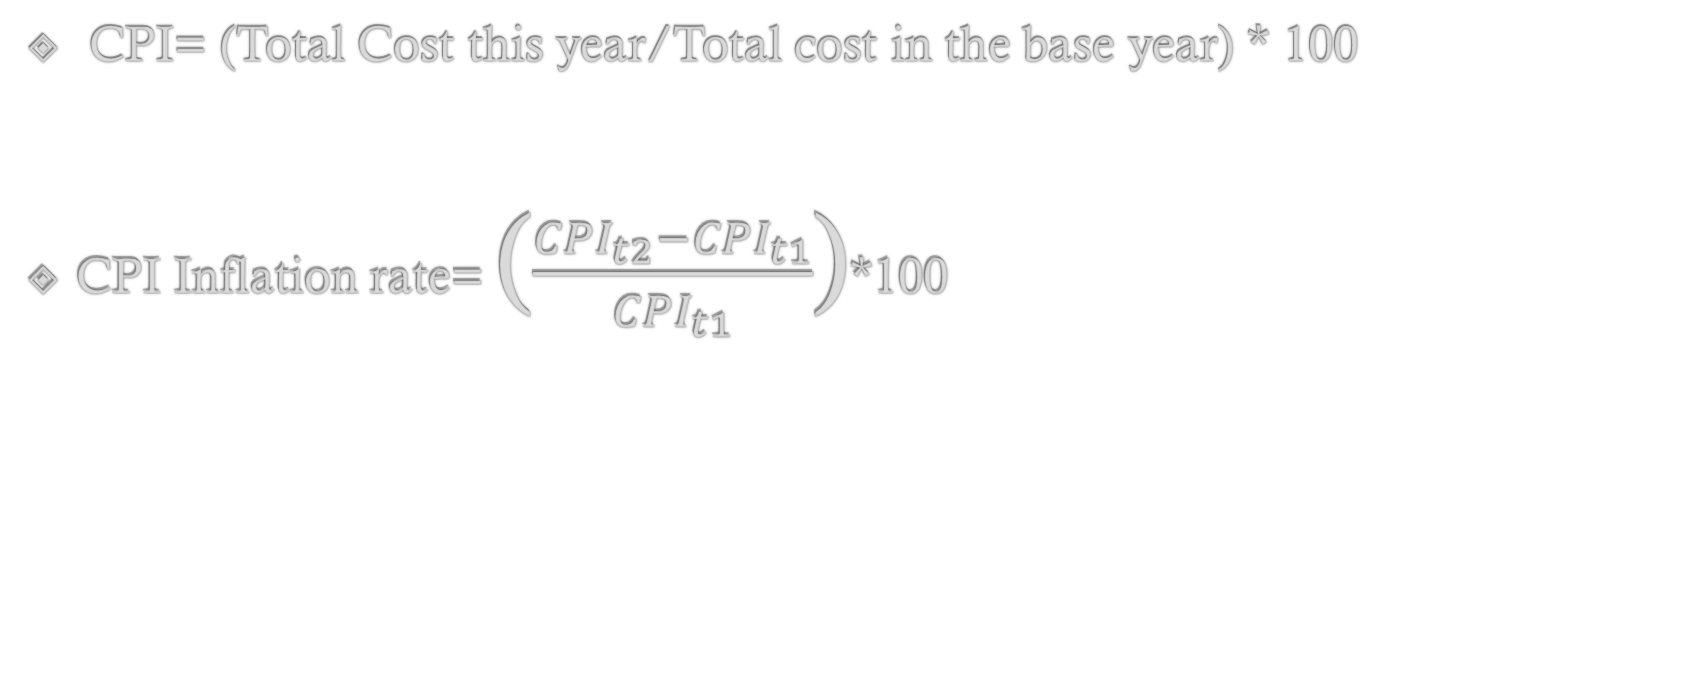 ❖ CPI= (Total Cost this year/Total cost in the base year) * 100
❖ CPI Inflation rate= ((CPI_t2−CPI_t1)/CPI_t1)*100